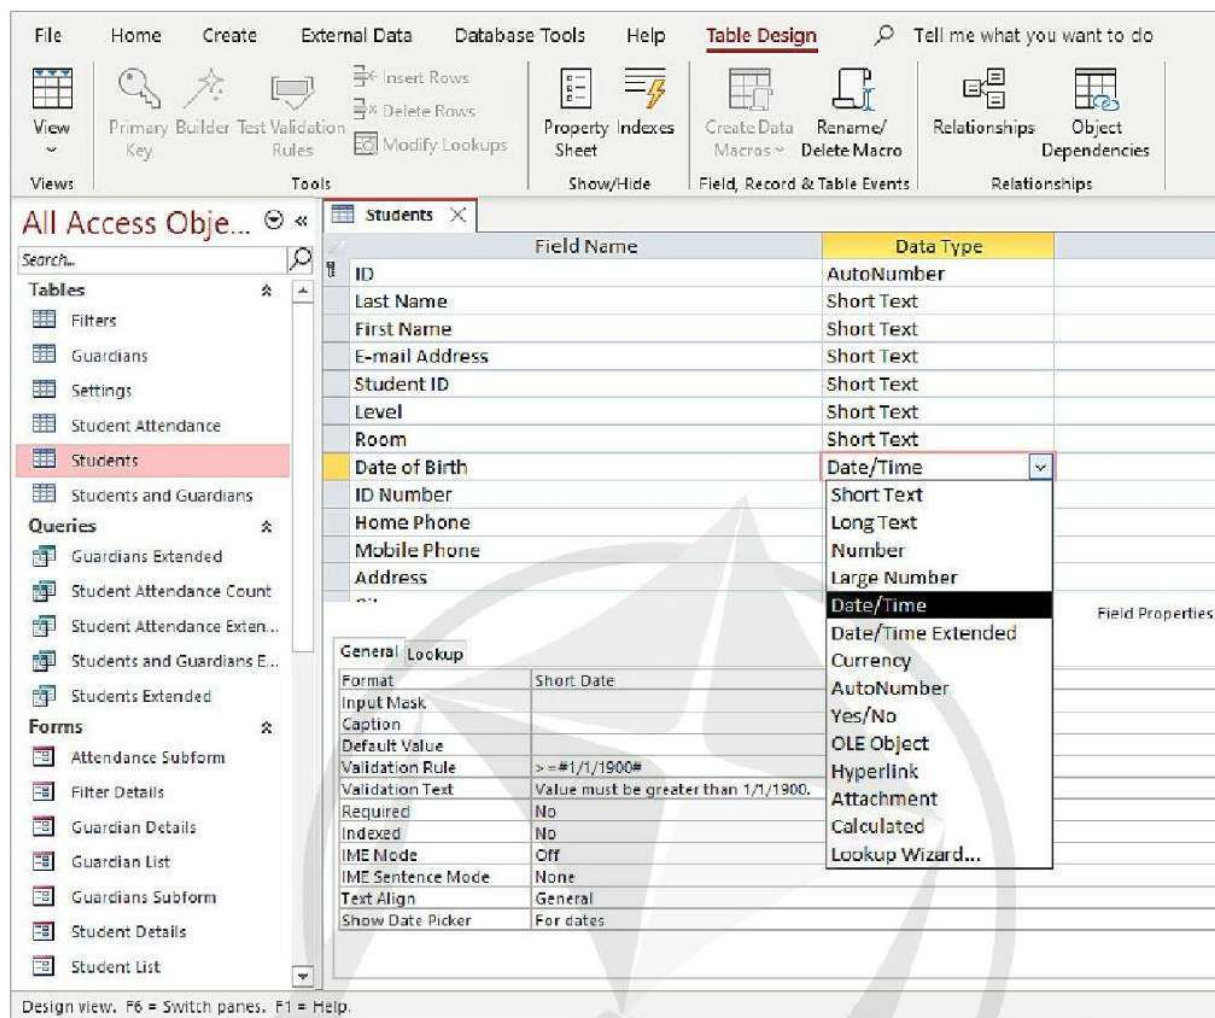 File Home Create External Data Database Tools Help Table Design Tell me what you want to do
View
Primary Key
Builder
Test Validation Rules
Insert Rows
Delete Rows
Modify Lookups
Property Sheet
Indexes
Create Data Macros
Rename/ Delete Macro
Relationships
Object Dependencies
Views Tools Show/Hide Field, Record & Table Events Relationships
All Access Obje...
Search...
Tables
Filters
Guardians
Settings
Student Attendance
Students
Students and Guardians
Queries
Guardians Extended
Student Attendance Count
Student Attendance Exten...
Students and Guardians E...
Students Extended
Forms
Attendance Subform
Filter Details
Guardian Details
Guardian List
Guardians Subform
Student Details
Student List
Students
Field Name Data Type
ID AutoNumber
Last Name Short Text
First Name Short Text
E-mail Address Short Text
Student ID Short Text
Level Short Text
Room Short Text
Date of Birth Date/Time
ID Number
Home Phone
Mobile Phone
Address
Short Text
Long Text
Number
Large Number
Date/Time
Date/Time Extended
Currency
AutoNumber
Yes/No
OLE Object
Hyperlink
Attachment
Calculated
Lookup Wizard...
Field Properties
General Lookup
Format Short Date
Input Mask
Caption
Default Value
Validation Rule >=#1/1/1900#
Validation Text Value must be greater than 1/1/1900.
Required No
Indexed No
IME Mode Off
IME Sentence Mode None
Text Align General
Show Date Picker For dates
Design view. F6 = Switch panes. F1 = Help.